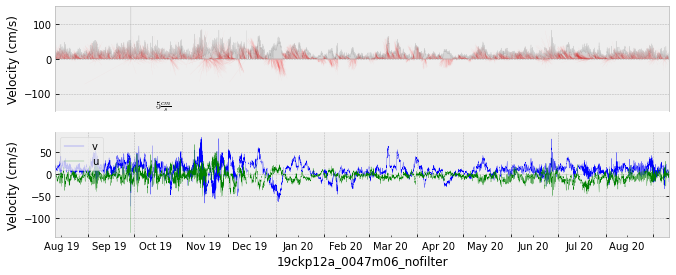 Velocity (cm/s)
100
0
−100
5 cm/s
Velocity (cm/s)
50
0
−50
−100
v
u
Aug 19 Sep 19 Oct 19 Nov 19 Dec 19 Jan 20 Feb 20 Mar 20 Apr 20 May 20 Jun 20 Jul 20 Aug 20
19ckp12a_0047m06_nofilter